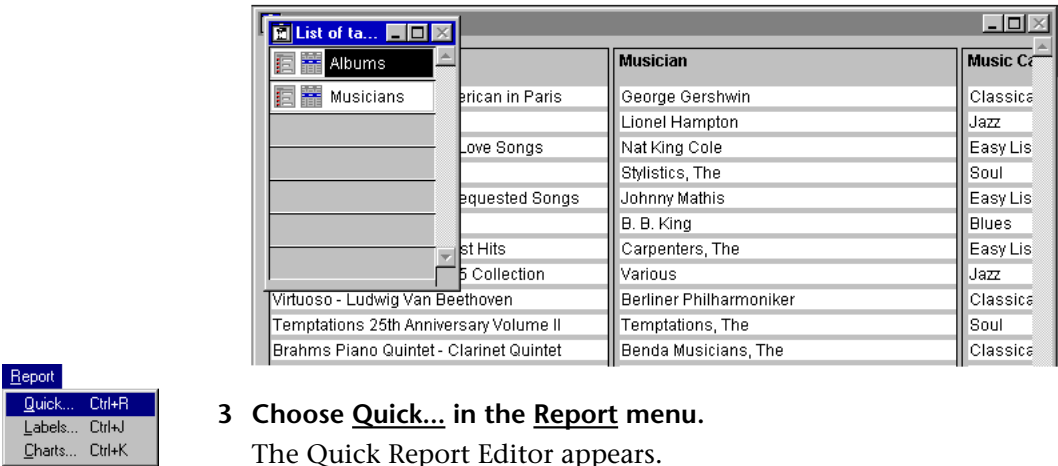 List of ta...
Albums
Musicians
Musician
Music Ca
erican in Paris
George Gershwin
Classica
Lionel Hampton
Jazz
Love Songs
Nat King Cole
Easy Lis
Stylistics, The
Soul
equested Songs
Johnny Mathis
Easy Lis
B. B. King
Blues
st Hits
Carpenters, The
Easy Lis
5 Collection
Various
Jazz
Virtuoso - Ludwig Van Beethoven
Berliner Philharmoniker
Classica
Temptations 25th Anniversary Volume II
Temptations, The
Soul
Brahms Piano Quintet - Clarinet Quintet
Benda Musicians, The
Classica
Report
Quick... Ctrl+R
Labels... Ctrl+J
Charts... Ctrl+K
3 Choose Quick... in the Report menu.
The Quick Report Editor appears.